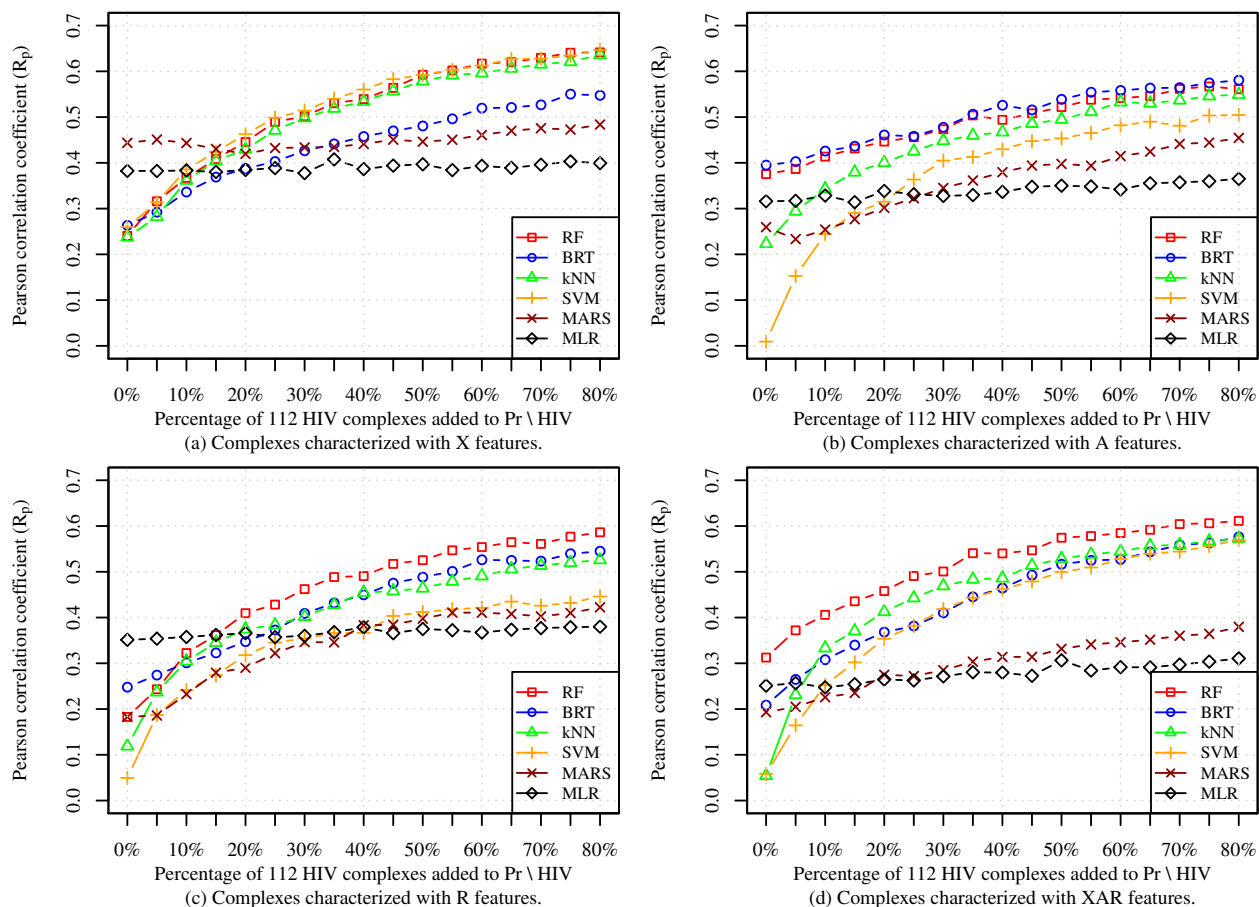 Pearson correlation coefficient (Rp)
0.0 0.1 0.2 0.3 0.4 0.5 0.6 0.7
RF
BRT
kNN
SVM
MARS
MLR
0% 10% 20% 30% 40% 50% 60% 70% 80%
Percentage of 112 HIV complexes added to Pr \ HIV
(a) Complexes characterized with X features.
Pearson correlation coefficient (Rp)
0.0 0.1 0.2 0.3 0.4 0.5 0.6 0.7
RF
BRT
kNN
SVM
MARS
MLR
0% 10% 20% 30% 40% 50% 60% 70% 80%
Percentage of 112 HIV complexes added to Pr \ HIV
(b) Complexes characterized with A features.
Pearson correlation coefficient (Rp)
0.0 0.1 0.2 0.3 0.4 0.5 0.6 0.7
RF
BRT
kNN
SVM
MARS
MLR
0% 10% 20% 30% 40% 50% 60% 70% 80%
Percentage of 112 HIV complexes added to Pr \ HIV
(c) Complexes characterized with R features.
Pearson correlation coefficient (Rp)
0.0 0.1 0.2 0.3 0.4 0.5 0.6 0.7
RF
BRT
kNN
SVM
MARS
MLR
0% 10% 20% 30% 40% 50% 60% 70% 80%
Percentage of 112 HIV complexes added to Pr \ HIV
(d) Complexes characterized with XAR features.